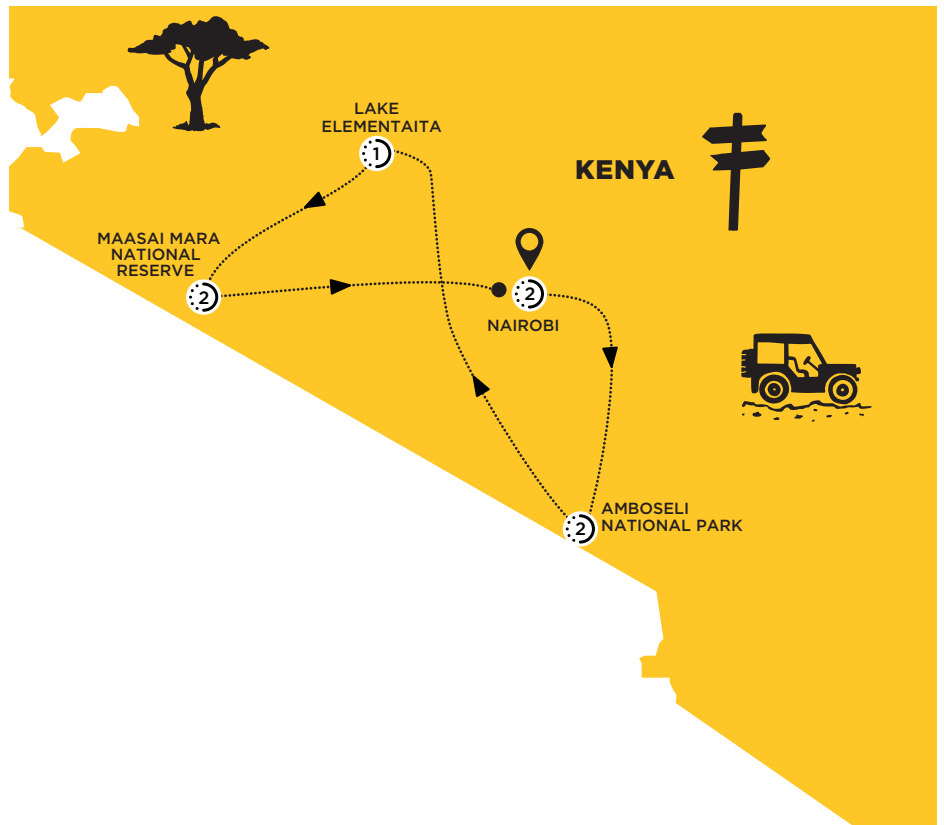 LAKE
ELEMENTAITA
1
KENYA
MAASAI MARA
NATIONAL
RESERVE
2
2
NAIROBI
AMBOSELI
NATIONAL PARK
2